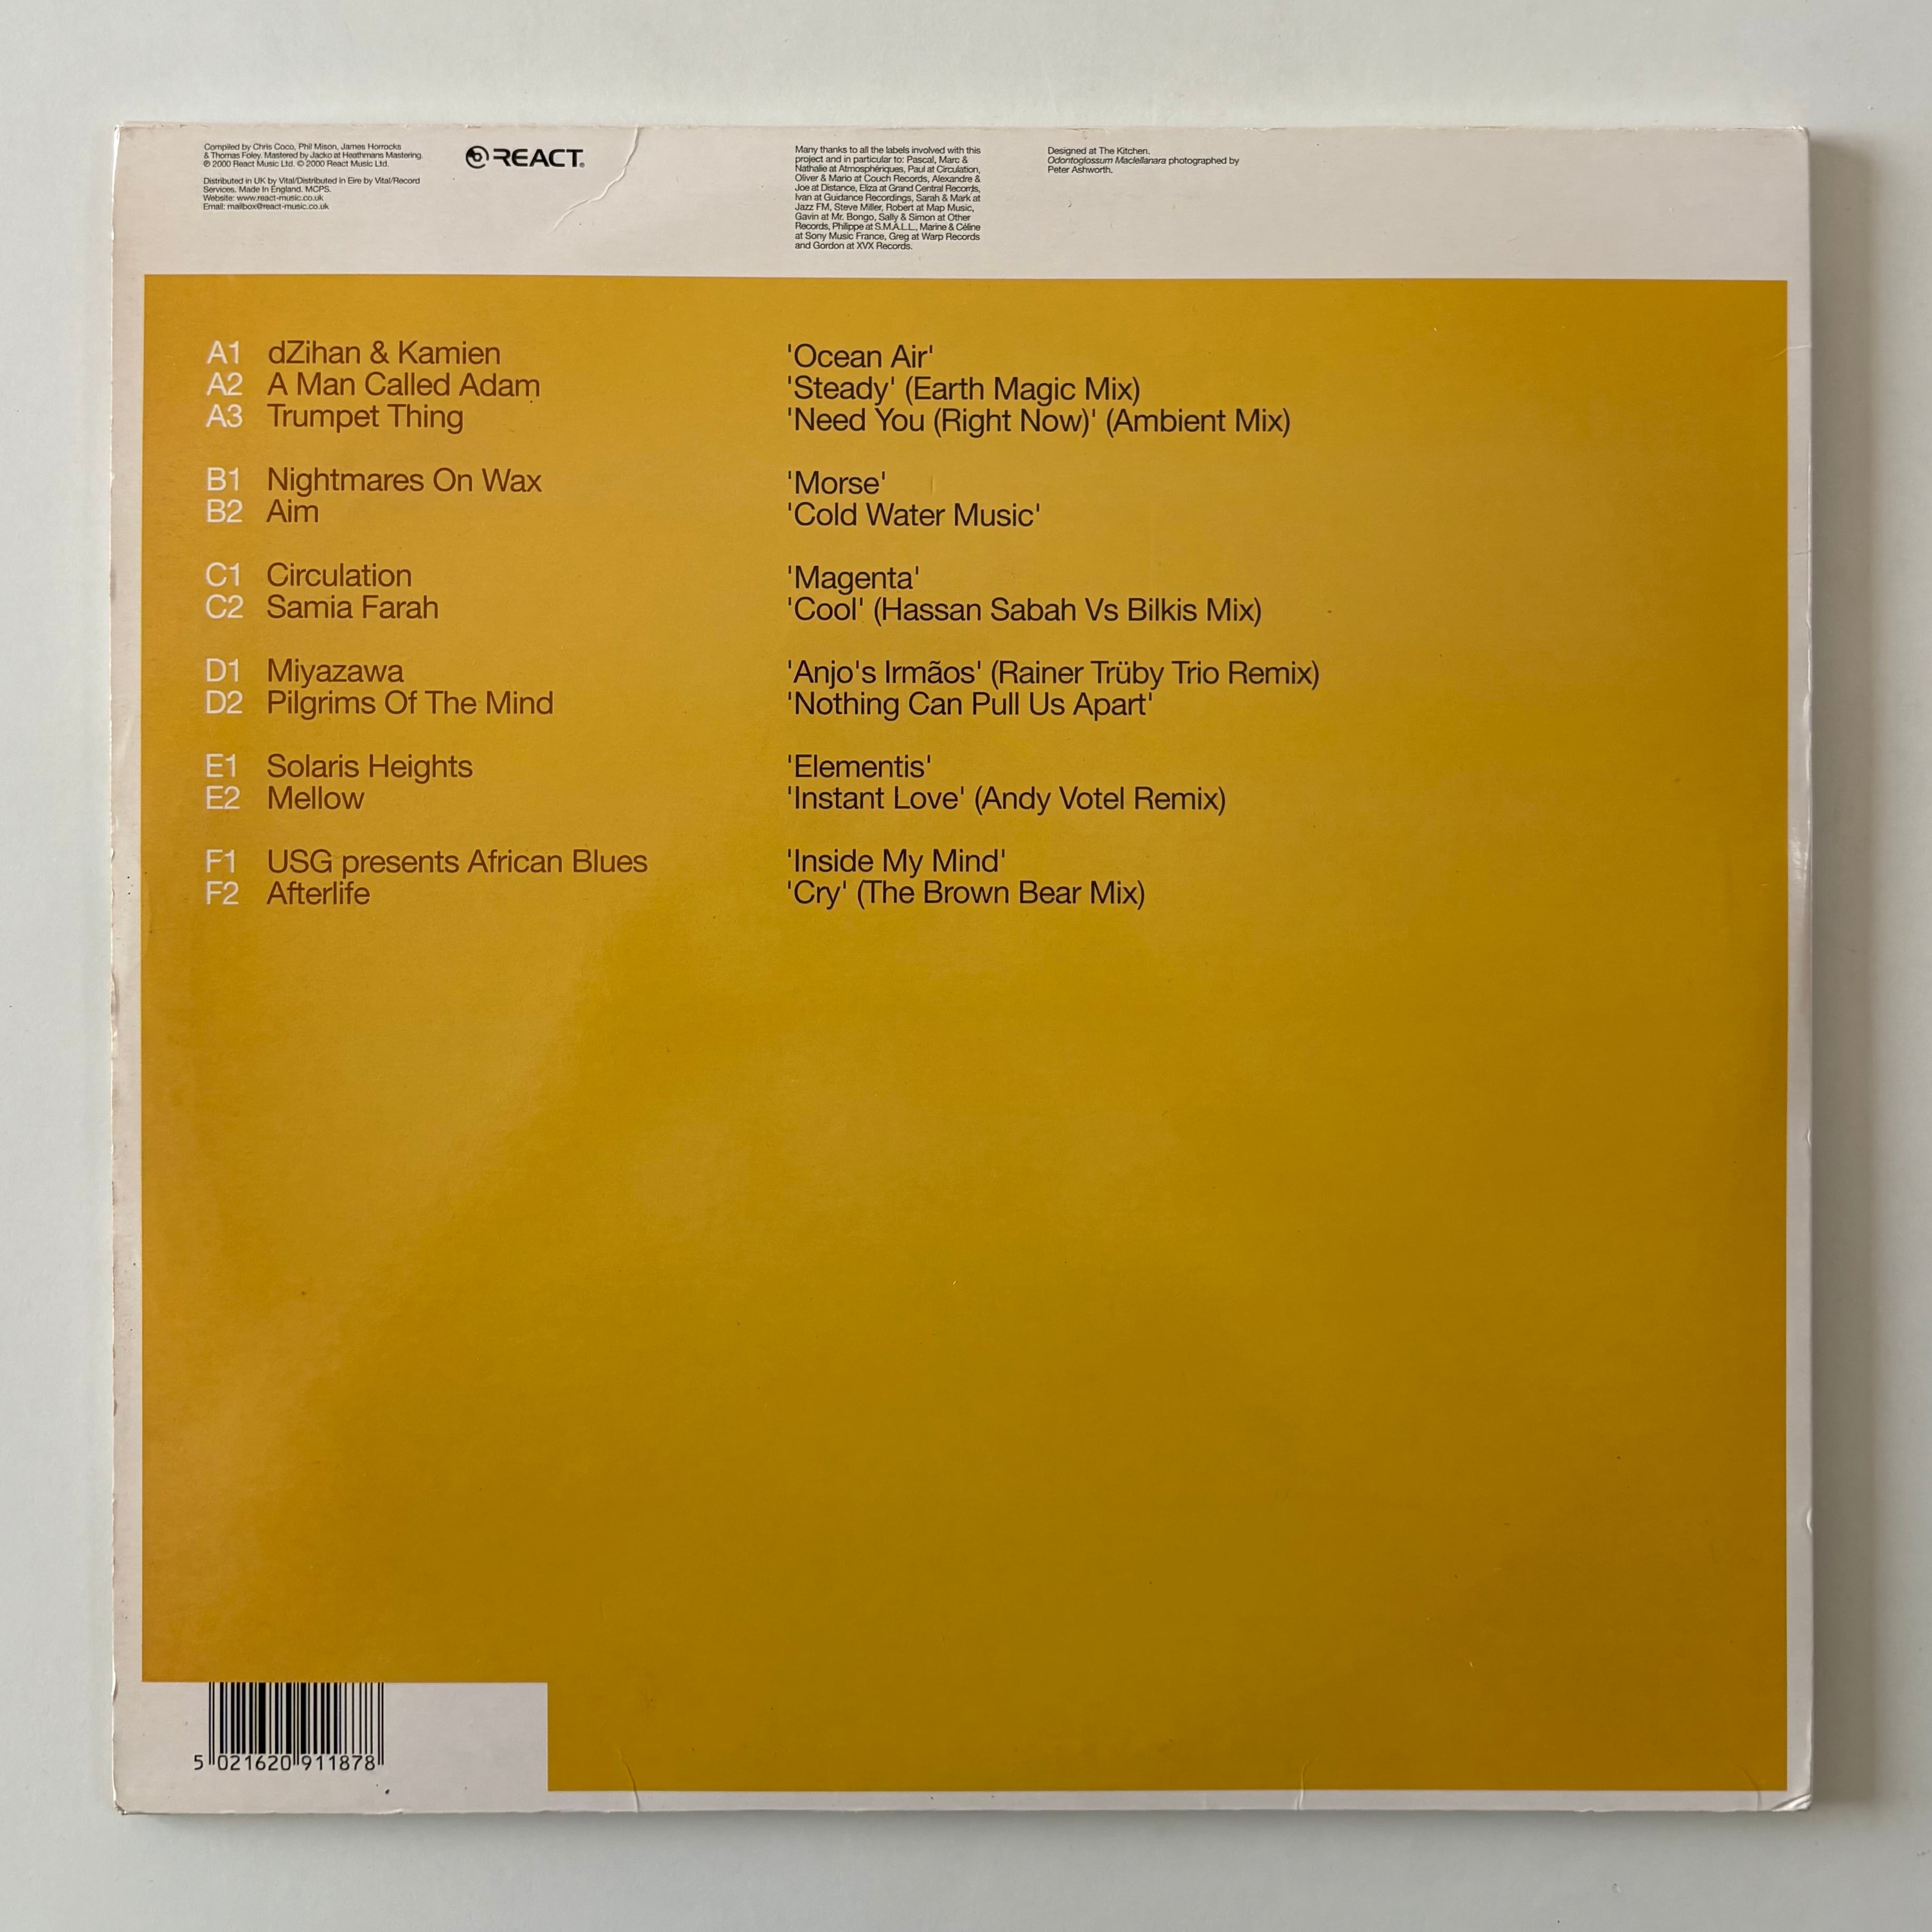 Compiled by Chris Coco, Phil Mison, James Horrocks
& Thomas Foley. Mastered by Jacko at Heathmans Mastering.
℗ 2000 React Music Ltd. © 2000 React Music Ltd.
Distributed in UK by Vital/Distributed in Eire by Vital/Record
Services. Made In England. MCPS.
Website: www.react-music.co.uk
Email: mailbox@react-music.co.uk
REACT®
Many thanks to all the labels involved with this
project and in particular to: Pascal, Marc &
Nathalie at Atmosphériques, Paul at Circulation,
Oliver & Mario at Couch Records, Alexandre &
Joe at Distance, Eliza at Grand Central Records,
Ivan at Guidance Recordings, Sarah & Mark at
Jazz FM, Steve Miller, Robert at Map Music,
Gavin at Mr. Bongo, Sally & Simon at Other
Records, Philippe at S.M.A.L.L., Marine & Céline
at Sony Music France, Greg at Warp Records
and Gordon at XVX Records.
Designed at The Kitchen.
Odontoglossum Maclellanara photographed by
Peter Ashworth.
A1 dZihan & Kamien 'Ocean Air'
A2 A Man Called Adam 'Steady' (Earth Magic Mix)
A3 Trumpet Thing 'Need You (Right Now)' (Ambient Mix)
B1 Nightmares On Wax 'Morse'
B2 Aim 'Cold Water Music'
C1 Circulation 'Magenta'
C2 Samia Farah 'Cool' (Hassan Sabah Vs Bilkis Mix)
D1 Miyazawa 'Anjo's Irmãos' (Rainer Trüby Trio Remix)
D2 Pilgrims Of The Mind 'Nothing Can Pull Us Apart'
E1 Solaris Heights 'Elementis'
E2 Mellow 'Instant Love' (Andy Votel Remix)
F1 USG presents African Blues 'Inside My Mind'
F2 Afterlife 'Cry' (The Brown Bear Mix)
5 021620 911878